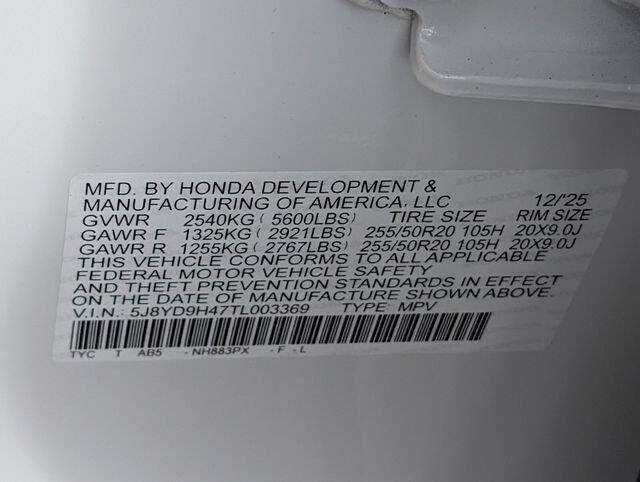 MFD. BY HONDA DEVELOPMENT &
MANUFACTURING OF AMERICA, LLC 12/'25
GVWR 2540KG ( 5600LBS) TIRE SIZE RIM SIZE
GAWR F 1325KG ( 2921LBS) 255/50R20 105H 20X9.0J
GAWR R 1255KG ( 2767LBS) 255/50R20 105H 20X9.0J
THIS VEHICLE CONFORMS TO ALL APPLICABLE
FEDERAL MOTOR VEHICLE SAFETY
AND THEFT PREVENTION STANDARDS IN EFFECT
ON THE DATE OF MANUFACTURE SHOWN ABOVE.
V.I.N.: 5J8YD9H47TL003369 TYPE: MPV
TYC T AB5 - NH883PX - F - L